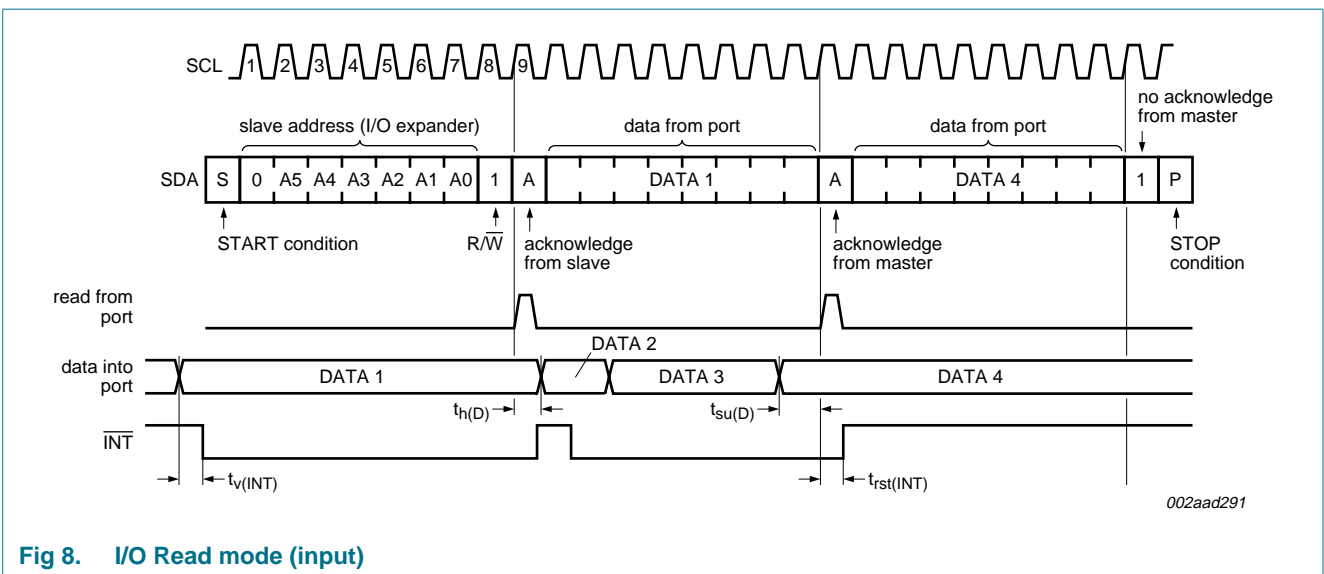 SCL 1 2 3 4 5 6 7 8 9
no acknowledge
from master
slave address (I/O expander)
data from port
data from port
SDA S 0 A5 A4 A3 A2 A1 A0 1 A DATA 1 A DATA 4 1 P
START condition
R/W̅
acknowledge
from slave
acknowledge
from master
STOP
condition
read from
port
DATA 2
data into
port
DATA 1
DATA 3
DATA 4
th(D)
tsu(D)
I̅N̅T̅
tv(INT)
trst(INT)
002aad291
Fig 8. I/O Read mode (input)